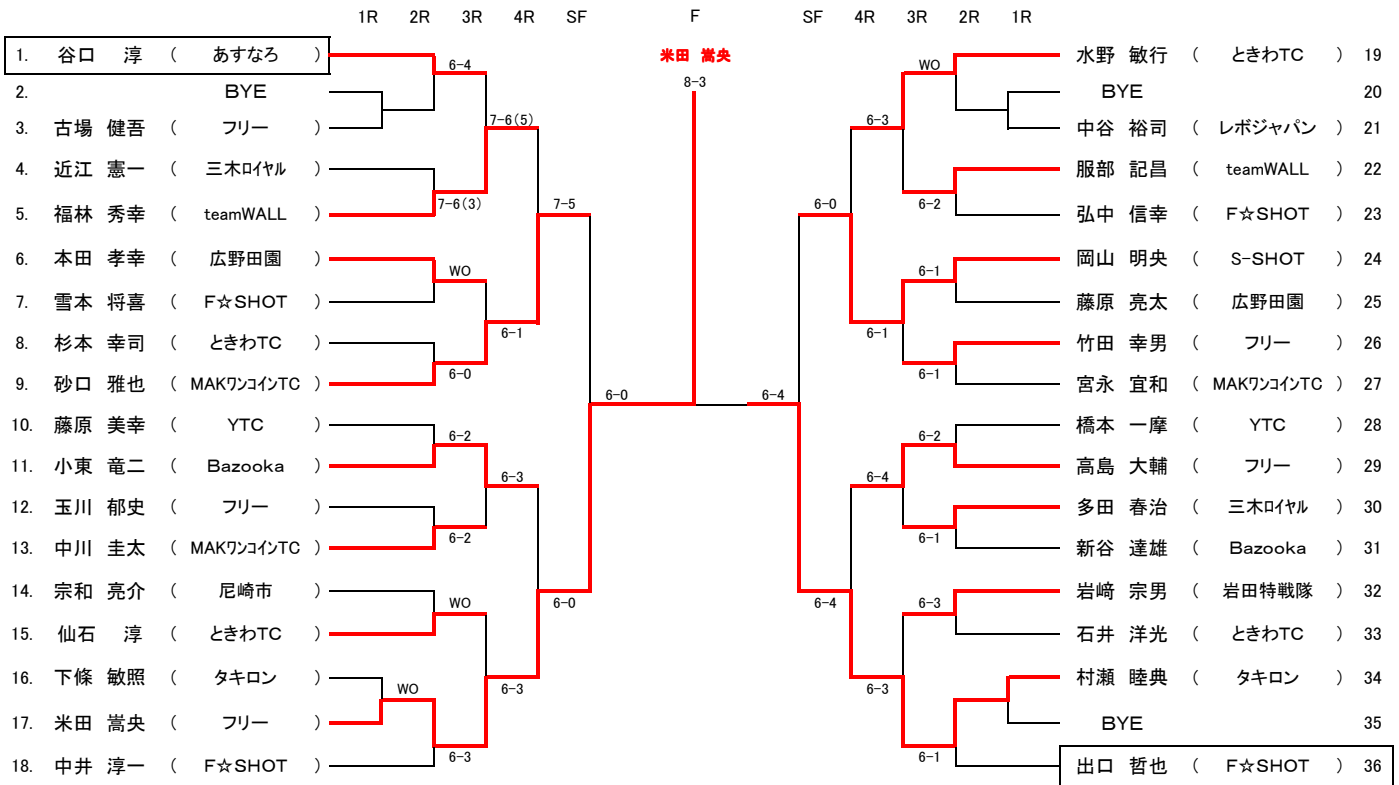 1R 2R 3R 4R SF F SF 4R 3R 2R 1R
1. 谷口 淳 ( あすなろ ) 6-4 米田 嵩央 WO 水野 敏行 ( ときわTC ) 19
2. BYE 8-3 BYE 20
3. 古場 健吾 ( フリー ) 7-6(5) 6-3 中谷 裕司 ( レボジャパン ) 21
4. 近江 憲一 ( 三木ロイヤル ) 服部 記昌 ( teamWALL ) 22
5. 福林 秀幸 ( teamWALL ) 7-6(3) 7-5 6-0 6-2 弘中 信幸 ( F☆SHOT ) 23
6. 本田 孝幸 ( 広野田園 ) WO 6-1 岡山 明央 ( S-SHOT ) 24
7. 雪本 将喜 ( F☆SHOT ) 藤原 亮太 ( 広野田園 ) 25
8. 杉本 幸司 ( ときわTC ) 6-1 6-1 竹田 幸男 ( フリー ) 26
9. 砂口 雅也 ( MAKワンコインTC ) 6-0 6-1 宮永 宜和 ( MAKワンコインTC ) 27
6-0 6-4
10. 藤原 美幸 ( YTC ) 6-2 6-2 橋本 一摩 ( YTC ) 28
11. 小東 竜二 ( Bazooka ) 6-3 6-4 高島 大輔 ( フリー ) 29
12. 玉川 郁史 ( フリー ) 多田 春治 ( 三木ロイヤル ) 30
13. 中川 圭太 ( MAKワンコインTC ) 6-2 6-1 新谷 達雄 ( Bazooka ) 31
14. 宗和 亮介 ( 尼崎市 ) WO 6-0 6-4 6-3 岩﨑 宗男 ( 岩田特戦隊 ) 32
15. 仙石 淳 ( ときわTC ) 石井 洋光 ( ときわTC ) 33
16. 下條 敏照 ( タキロン ) WO 6-3 6-3 村瀬 睦典 ( タキロン ) 34
17. 米田 嵩央 ( フリー ) BYE 35
18. 中井 淳一 ( F☆SHOT ) 6-3 6-1 出口 哲也 ( F☆SHOT ) 36